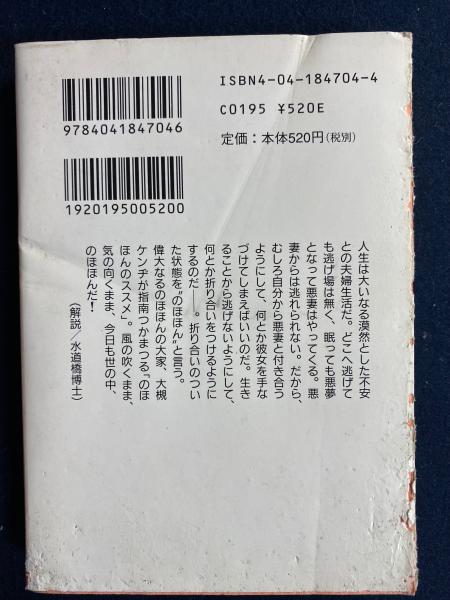 ISBN4-04-184704-4
C0195 ¥520E
定価：本体520円（税別）
9784041847046
1920195005200
人生は大いなる漠然とした不安
との夫婦生活だ。どこへ逃げて
も逃げ場は無く、眠っても悪夢
となって悪妻はやってくる。悪
妻からは逃れられない。だから、
むしろ自分から悪妻と付き合う
ようにして、何とか彼女を手な
づけてしまえばいいのだ。生き
ることから逃げないようにして、
何とか折り合いをつけるように
するのだ——。折り合いのつい
た状態を“のほほん”と言う。
偉大なるのほほんの大家、大槻
ケンヂが指南つかまつる「のほ
ほんのススメ」。風の吹くまま、
気の向くまま、今日も世の中、
のほほんだ！
（解説／水道橋博士）